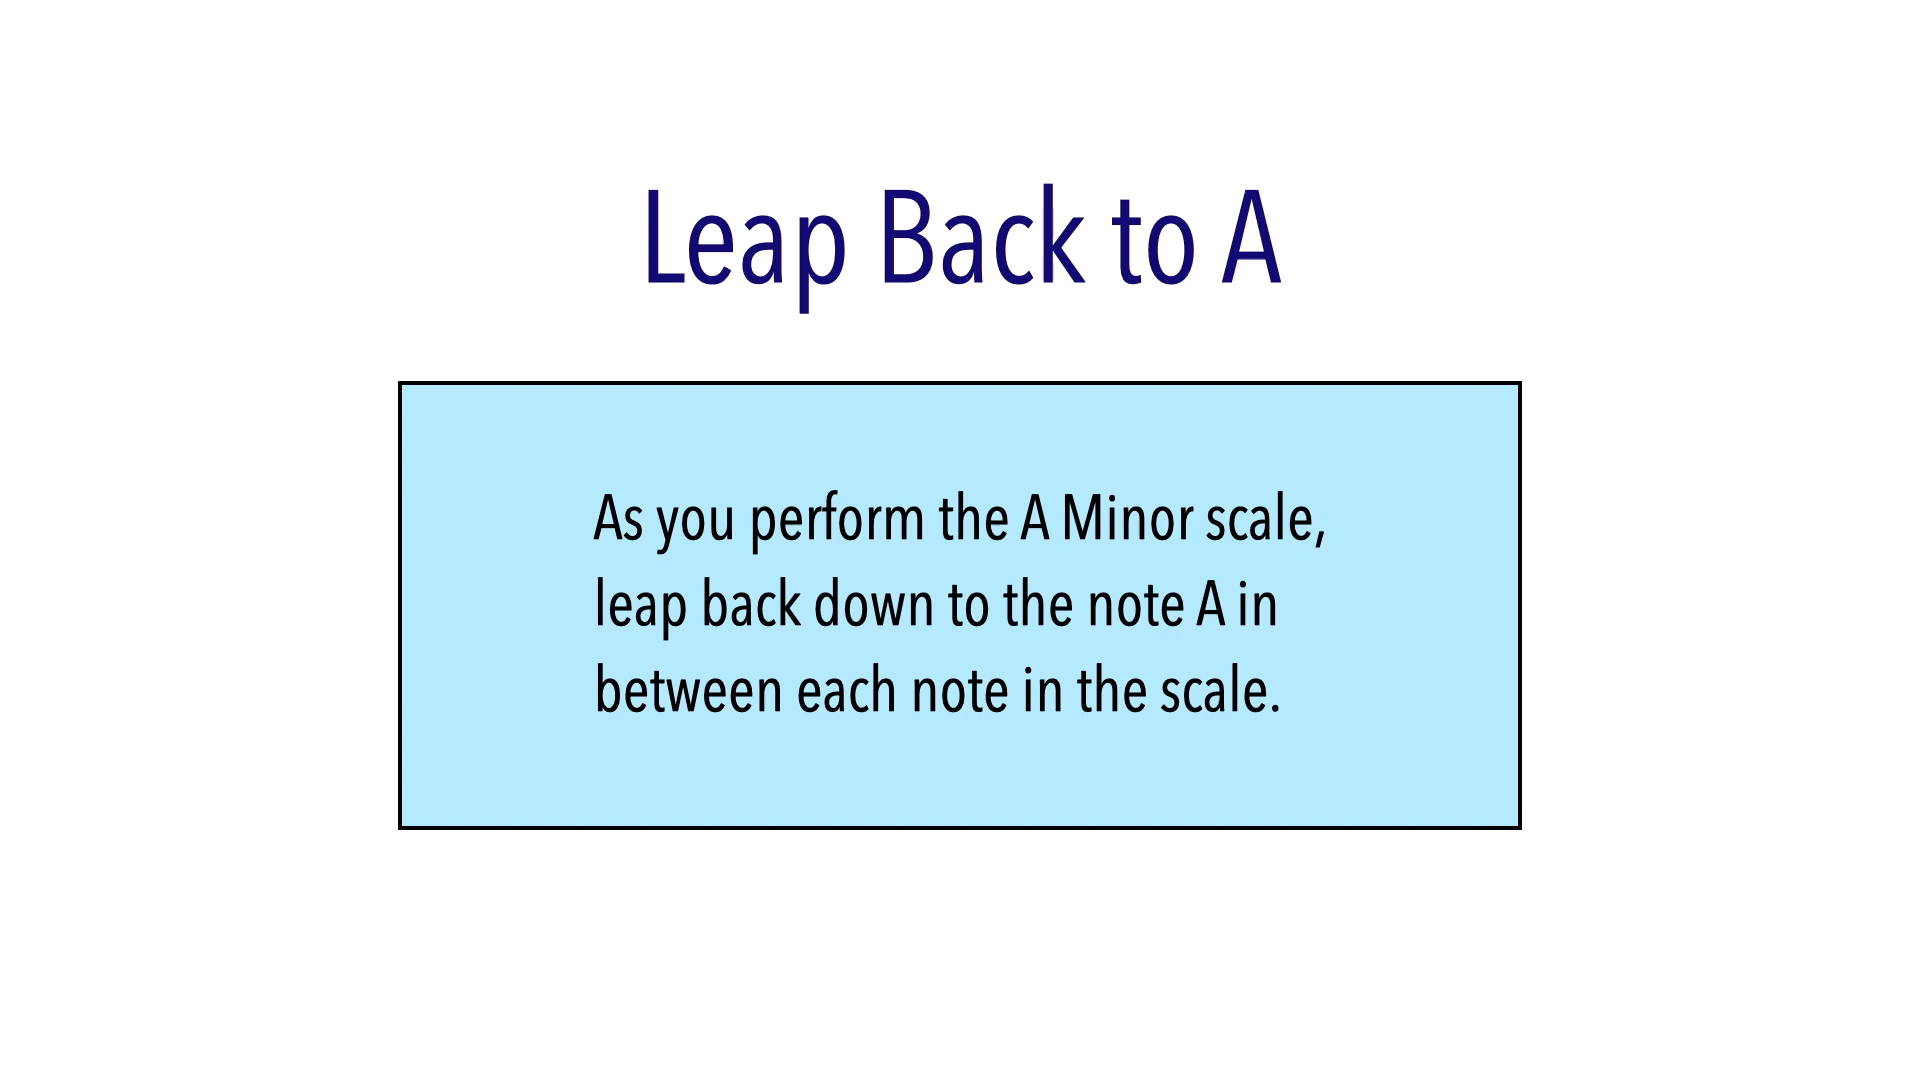 Leap Back to A
As you perform the A Minor scale,
leap back down to the note A in
between each note in the scale.